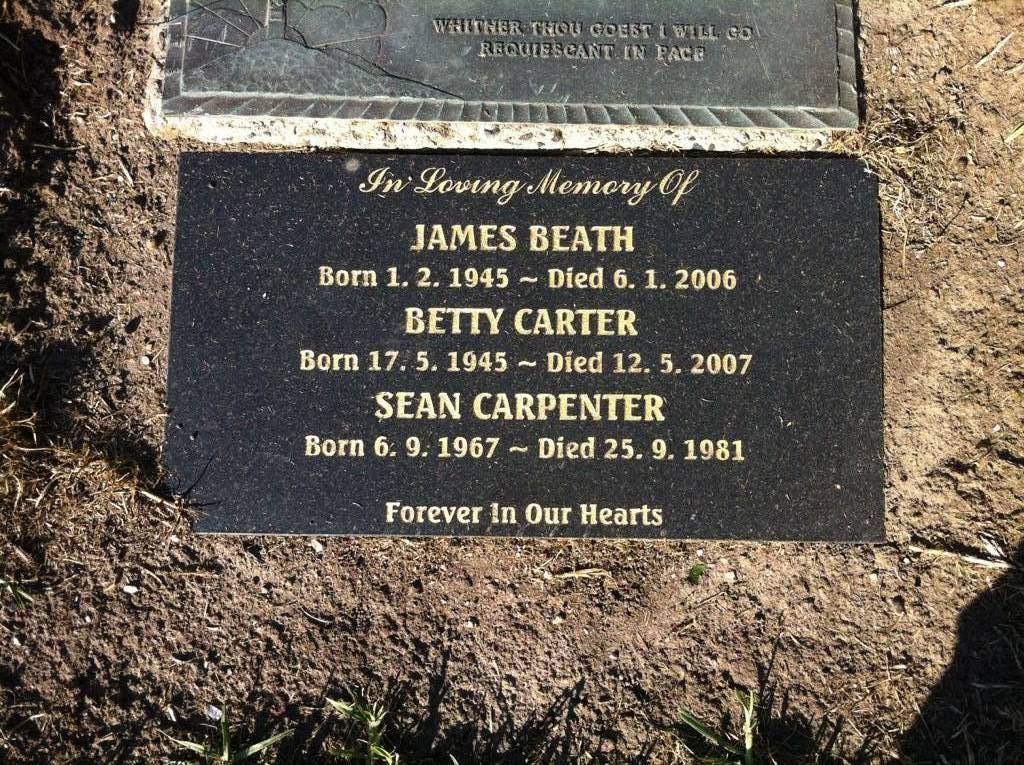 WHITHER THOU GOEST I WILL GO
REQUIESCANT IN PACE
In Loving Memory Of
JAMES BEATH
Born 1. 2. 1945 ~ Died 6. 1. 2006
BETTY CARTER
Born 17. 5. 1945 ~ Died 12. 5. 2007
SEAN CARPENTER
Born 6. 9. 1967 ~ Died 25. 9. 1981
Forever In Our Hearts